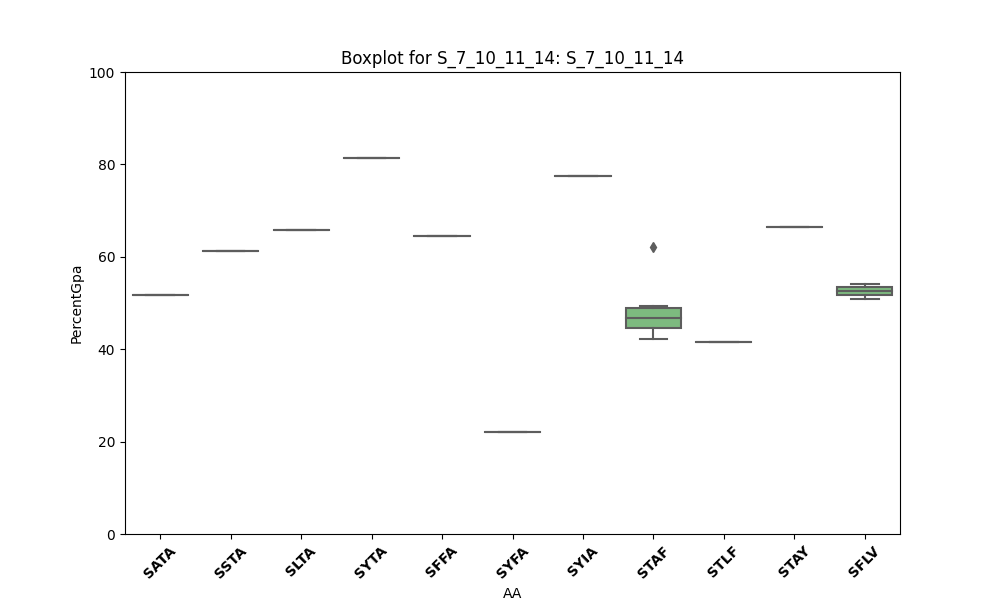 Boxplot for S_7_10_11_14: S_7_10_11_14
100
80
60
40
20
0
PercentGpa
SATA
SSTA
SLTA
SYTA
SFFA
SYFA
SYIA
STAF
STLF
STAY
SFLV
AA